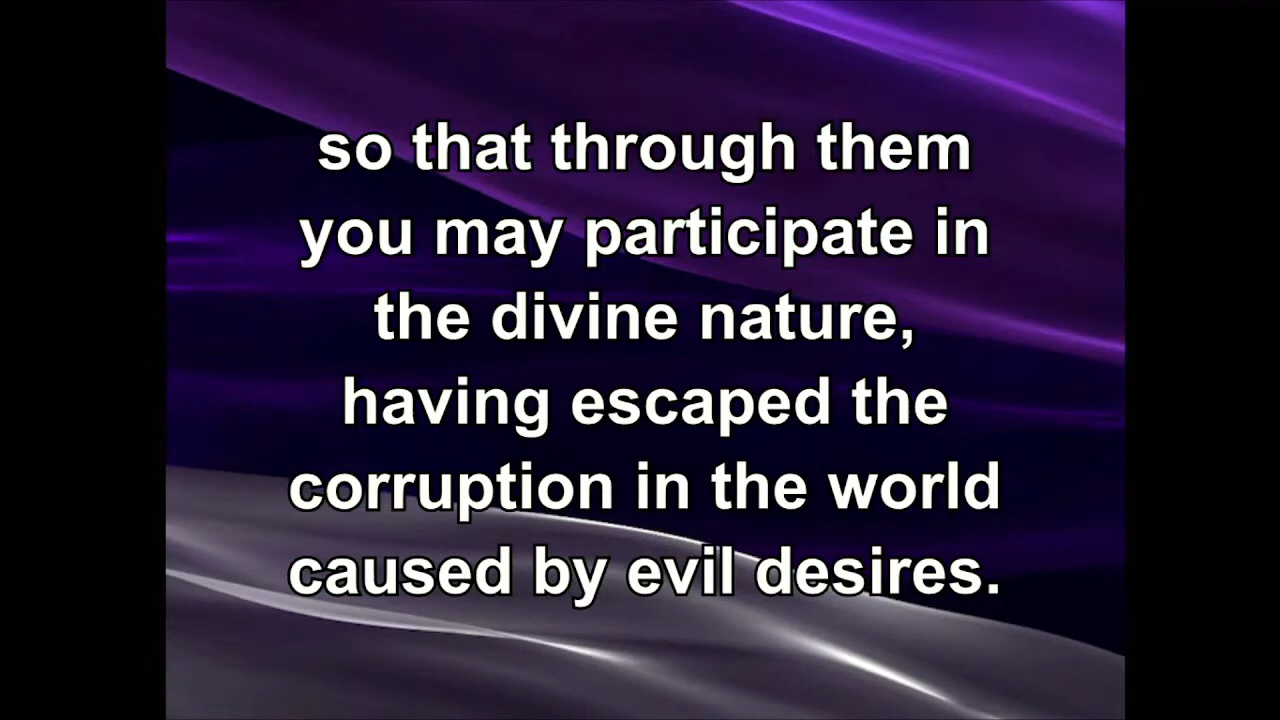 so that through them
you may participate in
the divine nature,
having escaped the
corruption in the world
caused by evil desires.